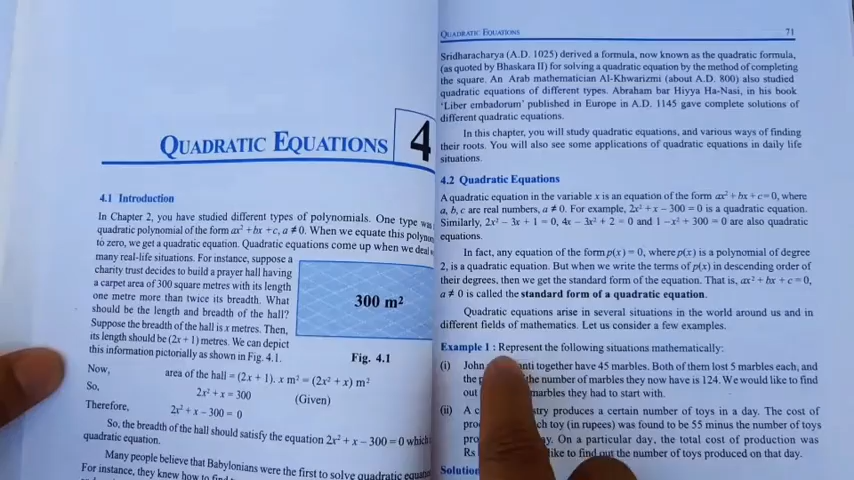 QUADRATIC EQUATIONS 4
4.1 Introduction
In Chapter 2, you have studied different types of polynomials. One type was
quadratic polynomial of the form ax² + bx + c, a ≠ 0. When we equate this
to zero, we get a quadratic equation. Quadratic equations come up when we deal
many real-life situations. For instance, suppose a
charity trust decides to build a prayer hall having
a carpet area of 300 square metres with its length
one metre more than twice its breadth. What
should be the length and breadth of the hall?
Suppose the breadth of the hall is x metres. Then,
its length should be (2x + 1) metres. We can depict
this information pictorially as shown in Fig. 4.1.
300 m²
Fig. 4.1
Now, area of the hall = (2x + 1). x m² = (2x² + x) m²
So, 2x² + x = 300 (Given)
Therefore, 2x² + x – 300 = 0
So, the breadth of the hall should satisfy the equation 2x² + x – 300 = 0 which
quadratic equation.
Many people believe that Babylonians were the first to solve quadratic
For instance, they knew how to
QUADRATIC EQUATIONS 71
Sridharacharya (A.D. 1025) derived a formula, now known as the quadratic formula,
(as quoted by Bhaskara II) for solving a quadratic equation by the method of completing
the square. An Arab mathematician Al-Khwarizmi (about A.D. 800) also studied
quadratic equations of different types. Abraham bar Hiyya Ha-Nasi, in his book
'Liber embadorum' published in Europe in A.D. 1145 gave complete solutions of
different quadratic equations.
In this chapter, you will study quadratic equations, and various ways of finding
their roots. You will also see some applications of quadratic equations in daily life
situations.
4.2 Quadratic Equations
A quadratic equation in the variable x is an equation of the form ax² + bx + c = 0, where
a, b, c are real numbers, a ≠ 0. For example, 2x² + x – 300 = 0 is a quadratic equation.
Similarly, 2x² – 3x + 1 = 0, 4x – 3x² + 2 = 0 and 1 – x² + 300 = 0 are also quadratic
equations.
In fact, any equation of the form p(x) = 0, where p(x) is a polynomial of degree
2, is a quadratic equation. But when we write the terms of p(x) in descending order of
their degrees, then we get the standard form of the equation. That is, ax² + bx + c = 0,
a ≠ 0 is called the standard form of a quadratic equation.
Quadratic equations arise in several situations in the world around us and in
different fields of mathematics. Let us consider a few examples.
Example 1 : Represent the following situations mathematically:
(i) John together have 45 marbles. Both of them lost 5 marbles each, and
the the number of marbles they now have is 124. We would like to find
out marbles they had to start with.
(ii) A produces a certain number of toys in a day. The cost of
toy (in rupees) was found to be 55 minus the number of toys
On a particular day, the total cost of production was
Rs like to find out the number of toys produced on that day.